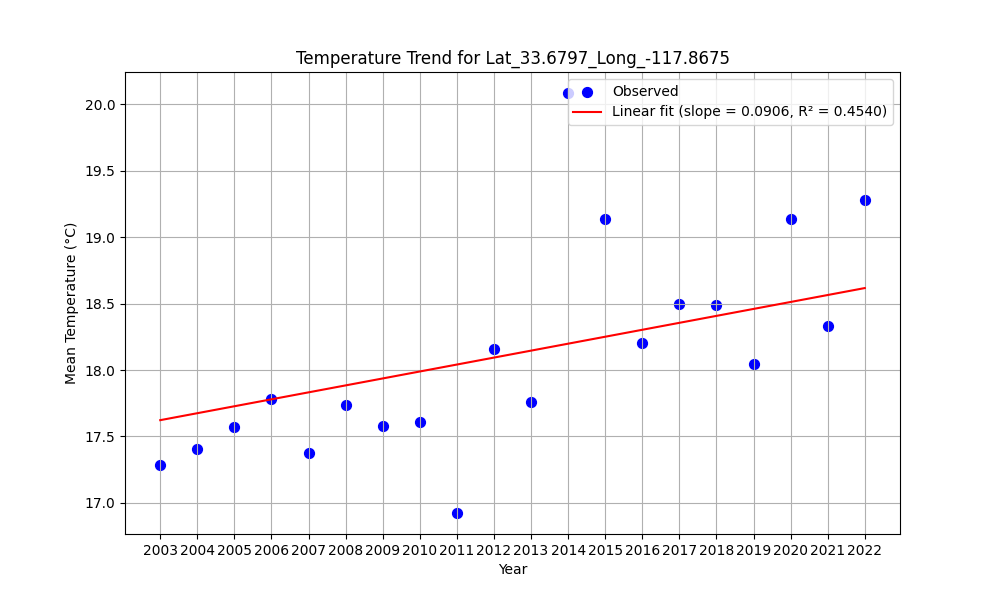 Temperature Trend for Lat_33.6797_Long_-117.8675
Observed
Linear fit (slope = 0.0906, R² = 0.4540)
20.0
19.5
19.0
18.5
18.0
17.5
17.0
Mean Temperature (°C)
2003 2004 2005 2006 2007 2008 2009 2010 2011 2012 2013 2014 2015 2016 2017 2018 2019 2020 2021 2022
Year